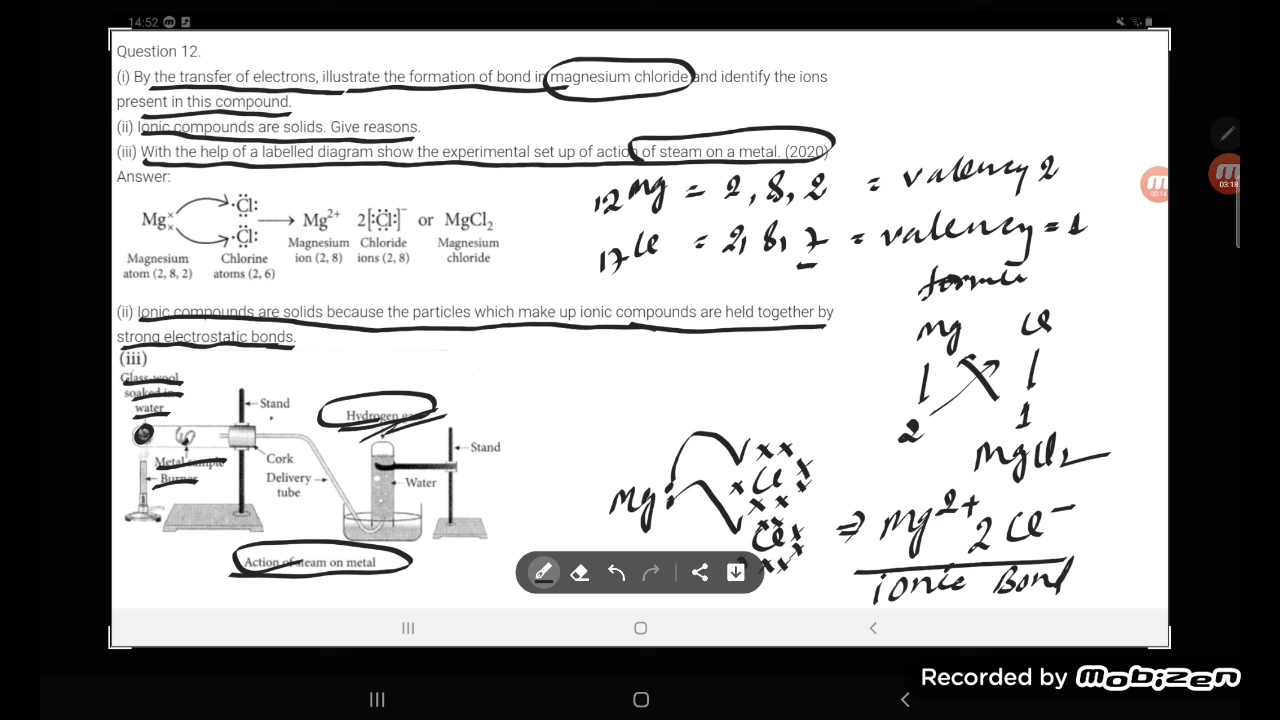 14:52
Question 12.
(i) By the transfer of electrons, illustrate the formation of bond in magnesium chloride and identify the ions
present in this compound.
(ii) Ionic compounds are solids. Give reasons.
(iii) With the help of a labelled diagram show the experimental set up of action of steam on a metal. (2020)
Answer:
12Mg = 2, 8, 2 = valency 2
17Cl = 2, 8, 7 = valency = 1
formula
Mg Cl
2 1
MgCl2
Mg Cl Cl → Mg2+ 2[Cl]− or MgCl2
Magnesium atom (2, 8, 2)
Chlorine atoms (2, 6)
Magnesium ion (2, 8)
Chloride ions (2, 8)
Magnesium chloride
(ii) Ionic compounds are solids because the particles which make up ionic compounds are held together by
strong electrostatic bonds.
(iii)
Glass-wool
soaked in
water
Stand
Hydrogen gas
Stand
Metal sample
Burner
Cork
Delivery
tube
Water
Action of steam on metal
Mg Cl Cl ⇒ Mg2+ 2Cl−
ionic Bond
00:14
03:18
Recorded by mobizen